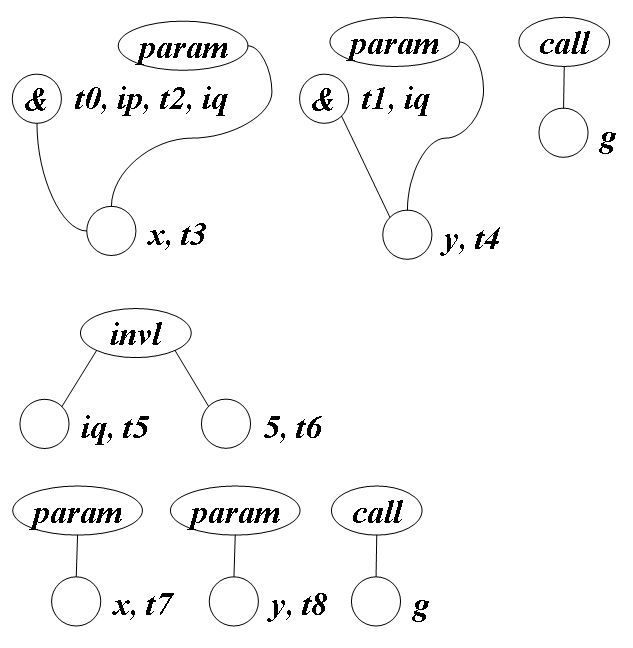 param param call
& t0, ip, t2, iq & t1, iq
g
x, t3 y, t4
invl
iq, t5 5, t6
param param call
x, t7 y, t8 g